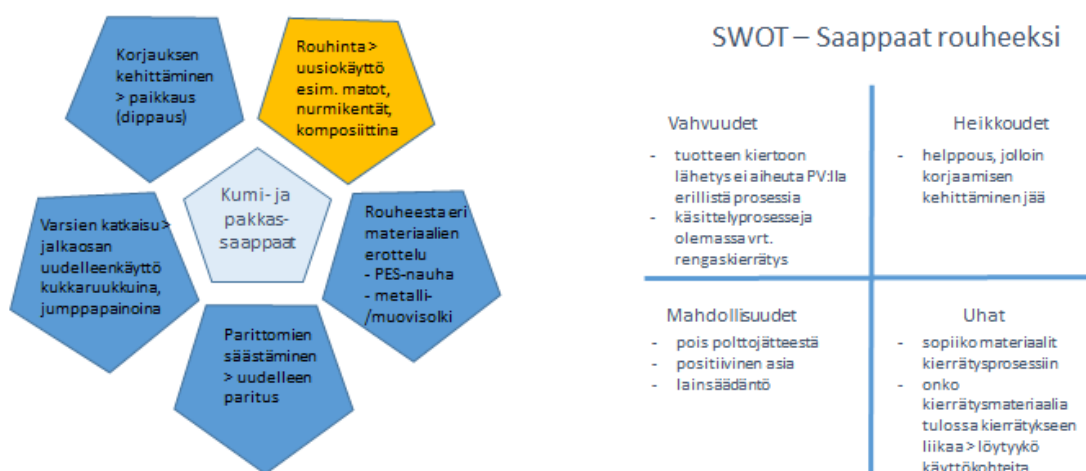 Korjauksen
kehittäminen
> paikkaus
(dippaus)
Rouhinta >
uusiokäyttö
esim. matot,
nurmikentät,
komposiittina
Kumi- ja
pakkas-
saappaat
Varsien katkaisu >
jalkaosan
uudelleenkäyttö
kukkaruukkuina,
jumppapainoina
Rouheesta eri
materiaalien
erottelu
- PES-nauha
- metalli-
/muovisolki
Parittomien
säästäminen
> uudelleen
paritus
SWOT – Saappaat rouheeksi
Vahvuudet
- tuotteen kiertoon
lähetys ei aiheuta PV:lla
erillistä prosessia
- käsittelyprosesseja
olemassa vrt.
rengaskierrätys
Heikkoudet
- helppous, jolloin
korjaamisen
kehittäminen jää
Mahdollisuudet
- pois polttojätteestä
- positiivinen asia
- lainsäädäntö
Uhat
- sopiiko materiaalit
kierrätysprosessiin
- onko
kierrätysmateriaalia
tulossa kierrätykseen
liikaa > löytyykö
käyttökohteita